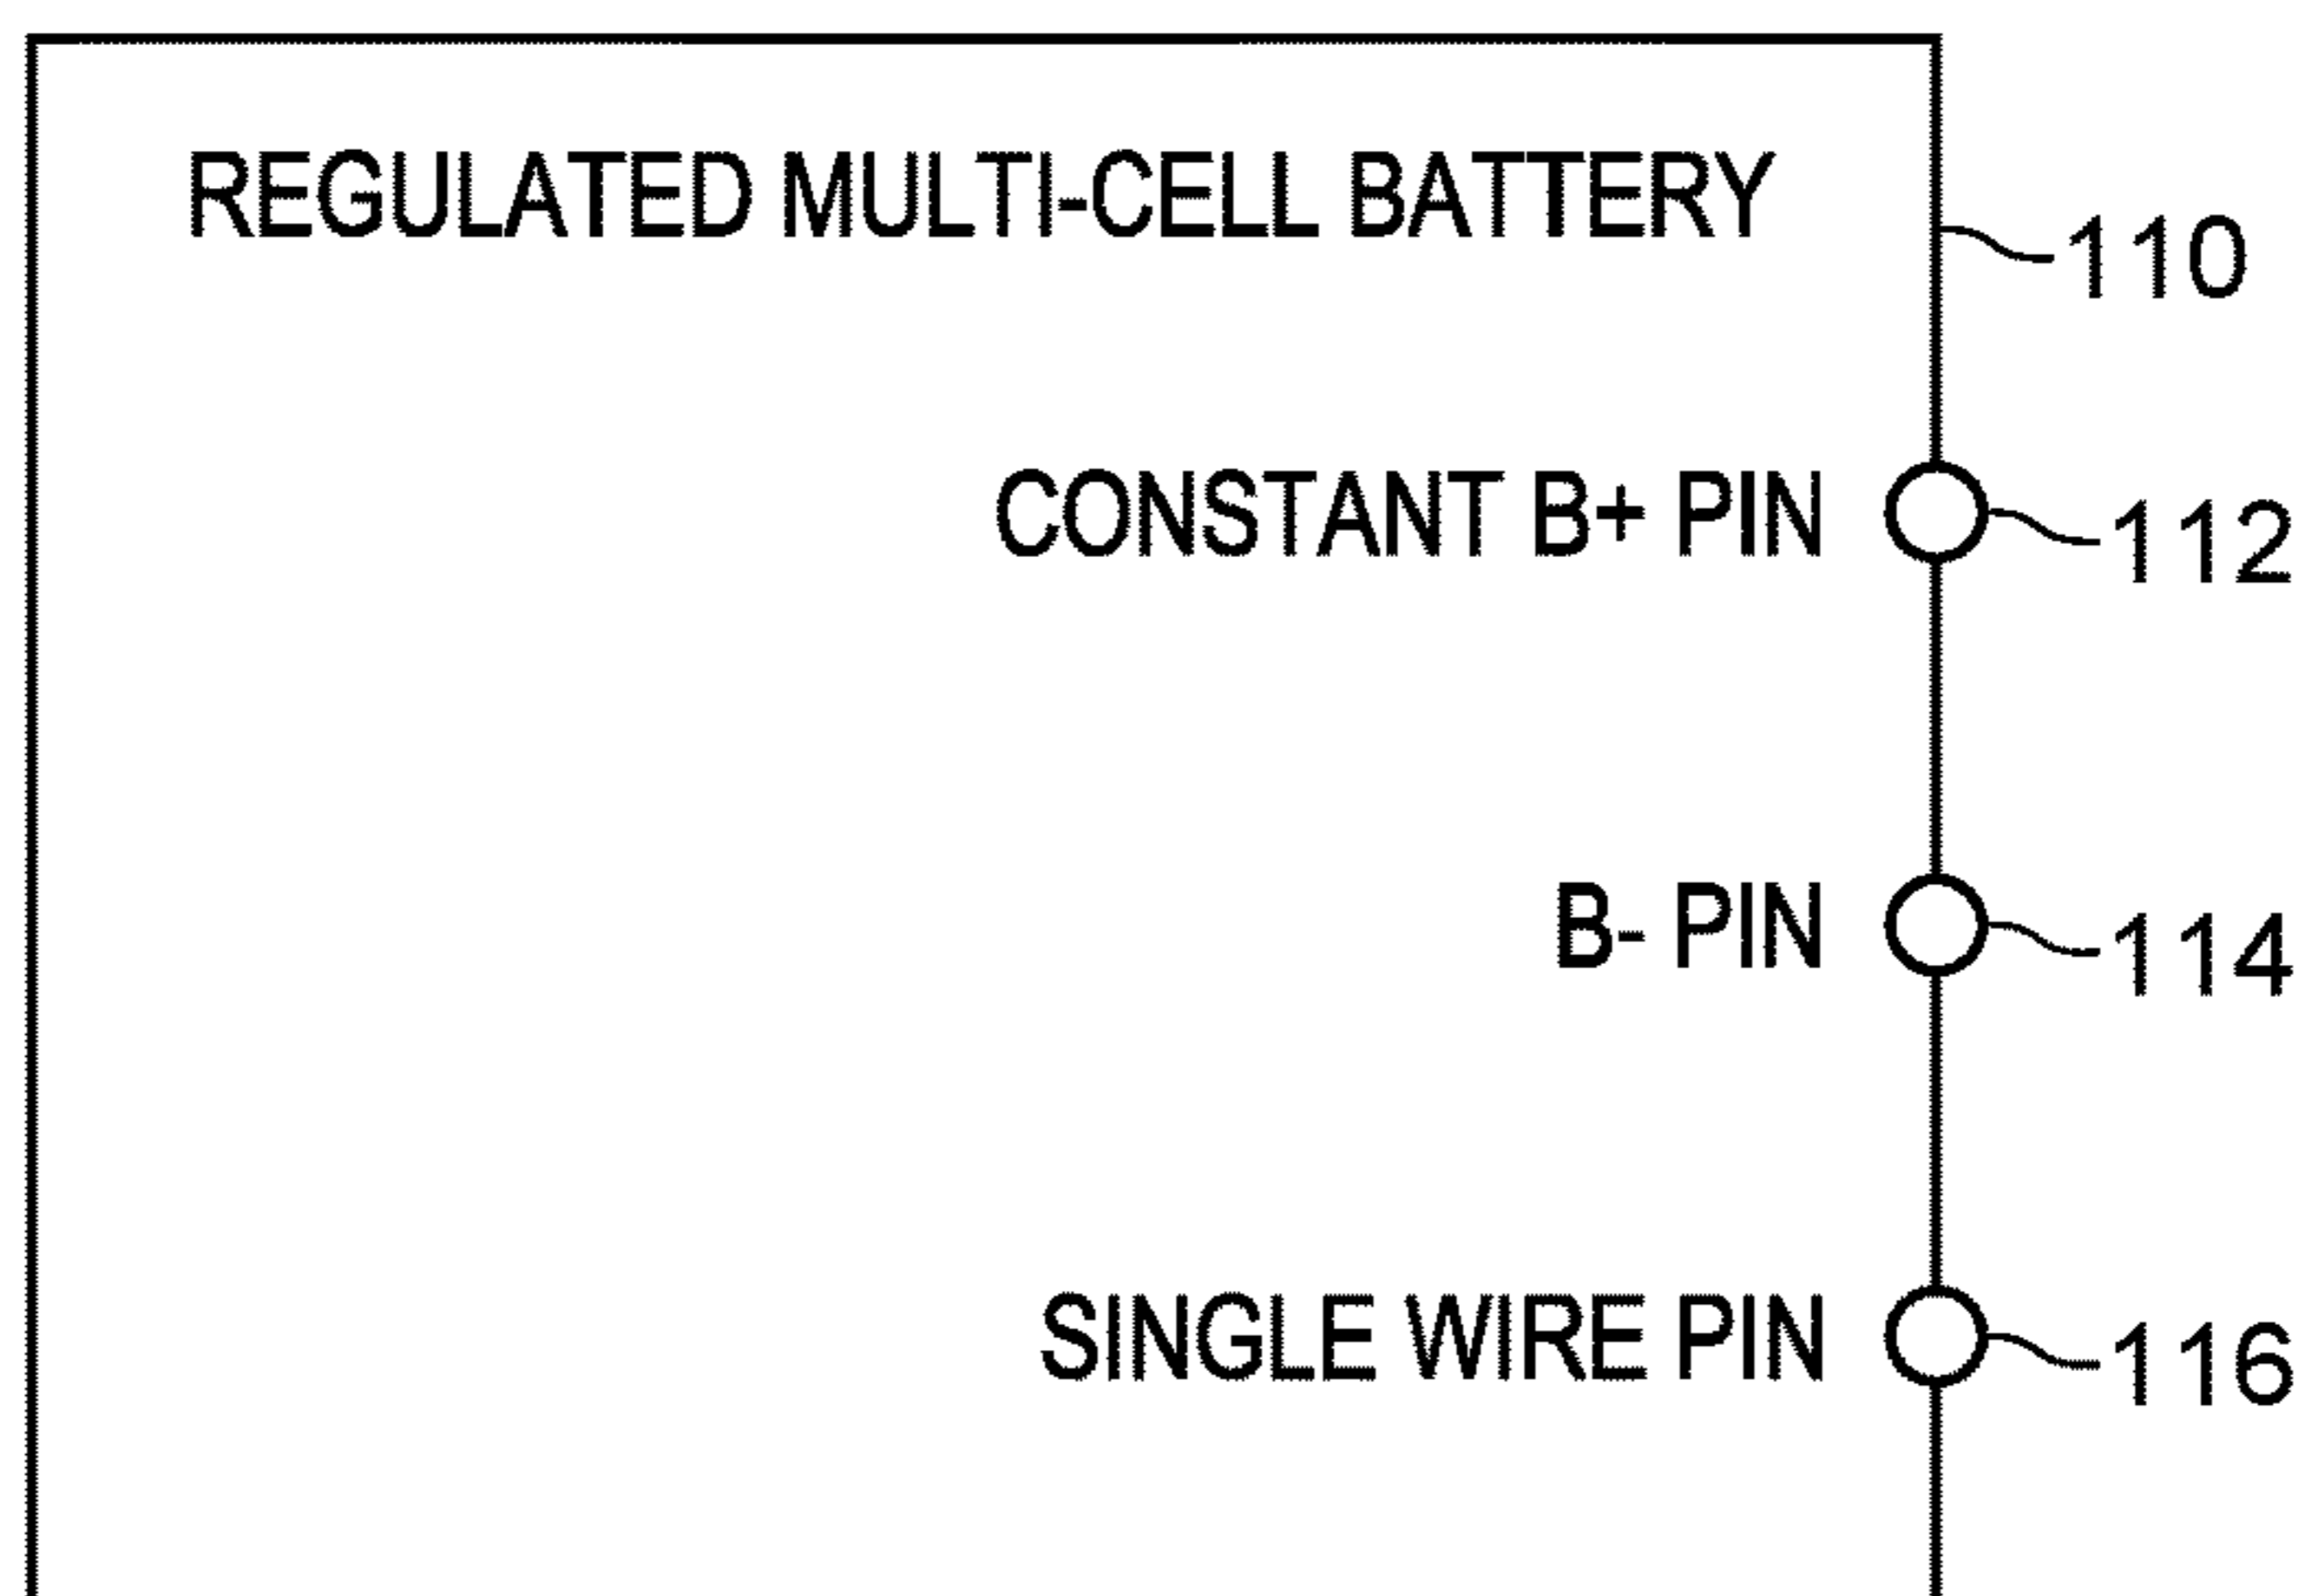 REGULATED MULTI-CELL BATTERY
110
CONSTANT B+ PIN
112
B- PIN
114
SINGLE WIRE PIN
116